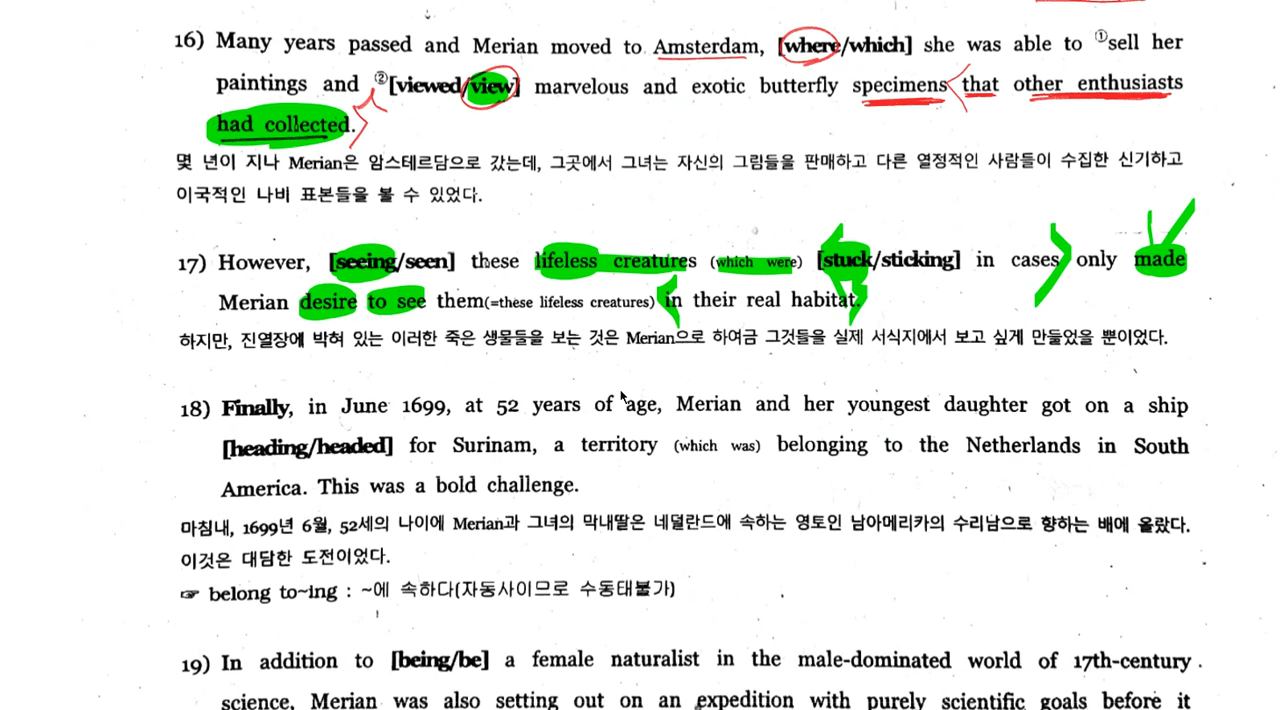 16) Many years passed and Merian moved to Amsterdam, [where/which] she was able to ①sell her
paintings and ②[viewed/view] marvelous and exotic butterfly specimens that other enthusiasts
had collected.
몇 년이 지나 Merian은 암스테르담으로 갔는데, 그곳에서 그녀는 자신의 그림들을 판매하고 다른 열정적인 사람들이 수집한 신기하고
이국적인 나비 표본들을 볼 수 있었다.
17) However, [seeing/seen] these lifeless creatures (which were) [stuck/sticking] in cases only made
Merian desire to see them(=these lifeless creatures) in their real habitat.
하지만, 진열장에 박혀 있는 이러한 죽은 생물들을 보는 것은 Merian으로 하여금 그것들을 실제 서식지에서 보고 싶게 만들었을 뿐이었다.
18) Finally, in June 1699, at 52 years of age, Merian and her youngest daughter got on a ship
[heading/headed] for Surinam, a territory (which was) belonging to the Netherlands in South
America. This was a bold challenge.
마침내, 1699년 6월, 52세의 나이에 Merian과 그녀의 막내딸은 네덜란드에 속하는 영토인 남아메리카의 수리남으로 향하는 배에 올랐다.
이것은 대담한 도전이었다.
☞ belong to~ing : ~에 속하다(자동사이므로 수동태불가)
19) In addition to [being/be] a female naturalist in the male-dominated world of 17th-century
science, Merian was also setting out on an expedition with purely scientific goals before it